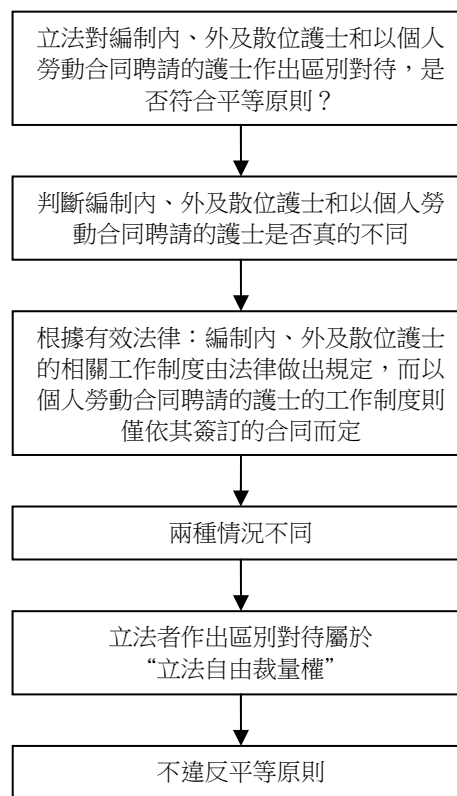 立法對編制內、外及散位護士和以個人
勞動合同聘請的護士作出區別對待，是
否符合平等原則？
判斷編制內、外及散位護士和以個人勞
動合同聘請的護士是否真的不同
根據有效法律：編制內、外及散位護士
的相關工作制度由法律做出規定，而以
個人勞動合同聘請的護士的工作制度則
僅依其簽訂的合同而定
兩種情況不同
立法者作出區別對待屬於
“立法自由裁量權”
不違反平等原則